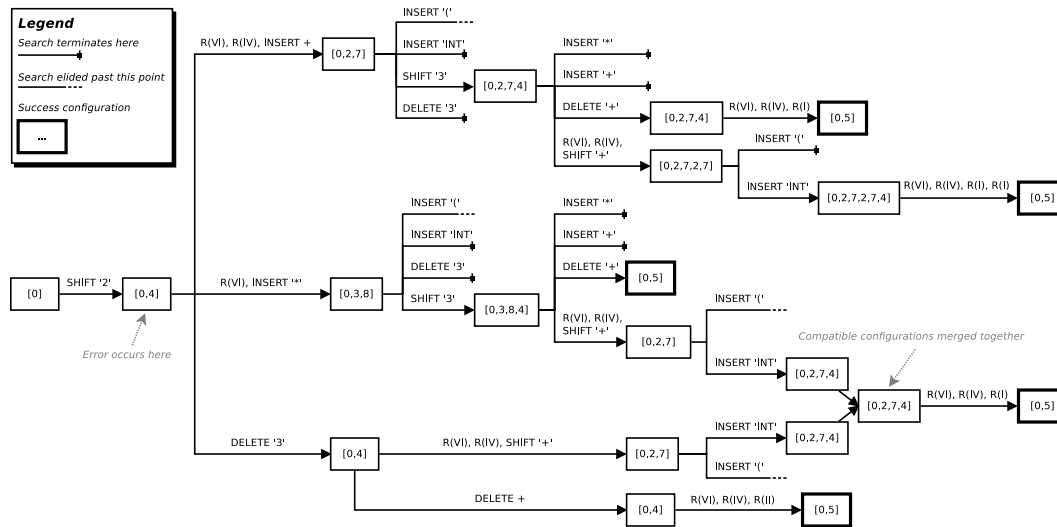 Legend
Search terminates here
Search elided past this point
Success configuration
...
[0]
SHIFT '2'
[0,4]
Error occurs here
R(VI), R(IV), INSERT +
[0,2,7]
INSERT '('
INSERT 'INT'
SHIFT '3'
DELETE '3'
[0,2,7,4]
INSERT '*'
INSERT '+'
DELETE '+'
[0,2,7,4]
R(VI), R(IV), R(I)
[0,5]
R(VI), R(IV),
SHIFT '+'
[0,2,7,2,7]
INSERT '('
INSERT 'INT'
[0,2,7,2,7,4]
R(VI), R(IV), R(I), R(I)
[0,5]
R(VI), INSERT '*'
[0,3,8]
INSERT '('
INSERT 'INT'
DELETE '3'
SHIFT '3'
[0,3,8,4]
INSERT '*'
INSERT '+'
DELETE '+'
[0,5]
R(VI), R(IV),
SHIFT '+'
[0,2,7]
INSERT '('
INSERT 'INT'
[0,2,7,4]
Compatible configurations merged together
[0,2,7,4]
R(VI), R(IV), R(I)
[0,5]
DELETE '3'
[0,4]
R(VI), R(IV), SHIFT '+'
[0,2,7]
INSERT 'INT'
[0,2,7,4]
INSERT '('
DELETE +
[0,4]
R(VI), R(IV), R(II)
[0,5]